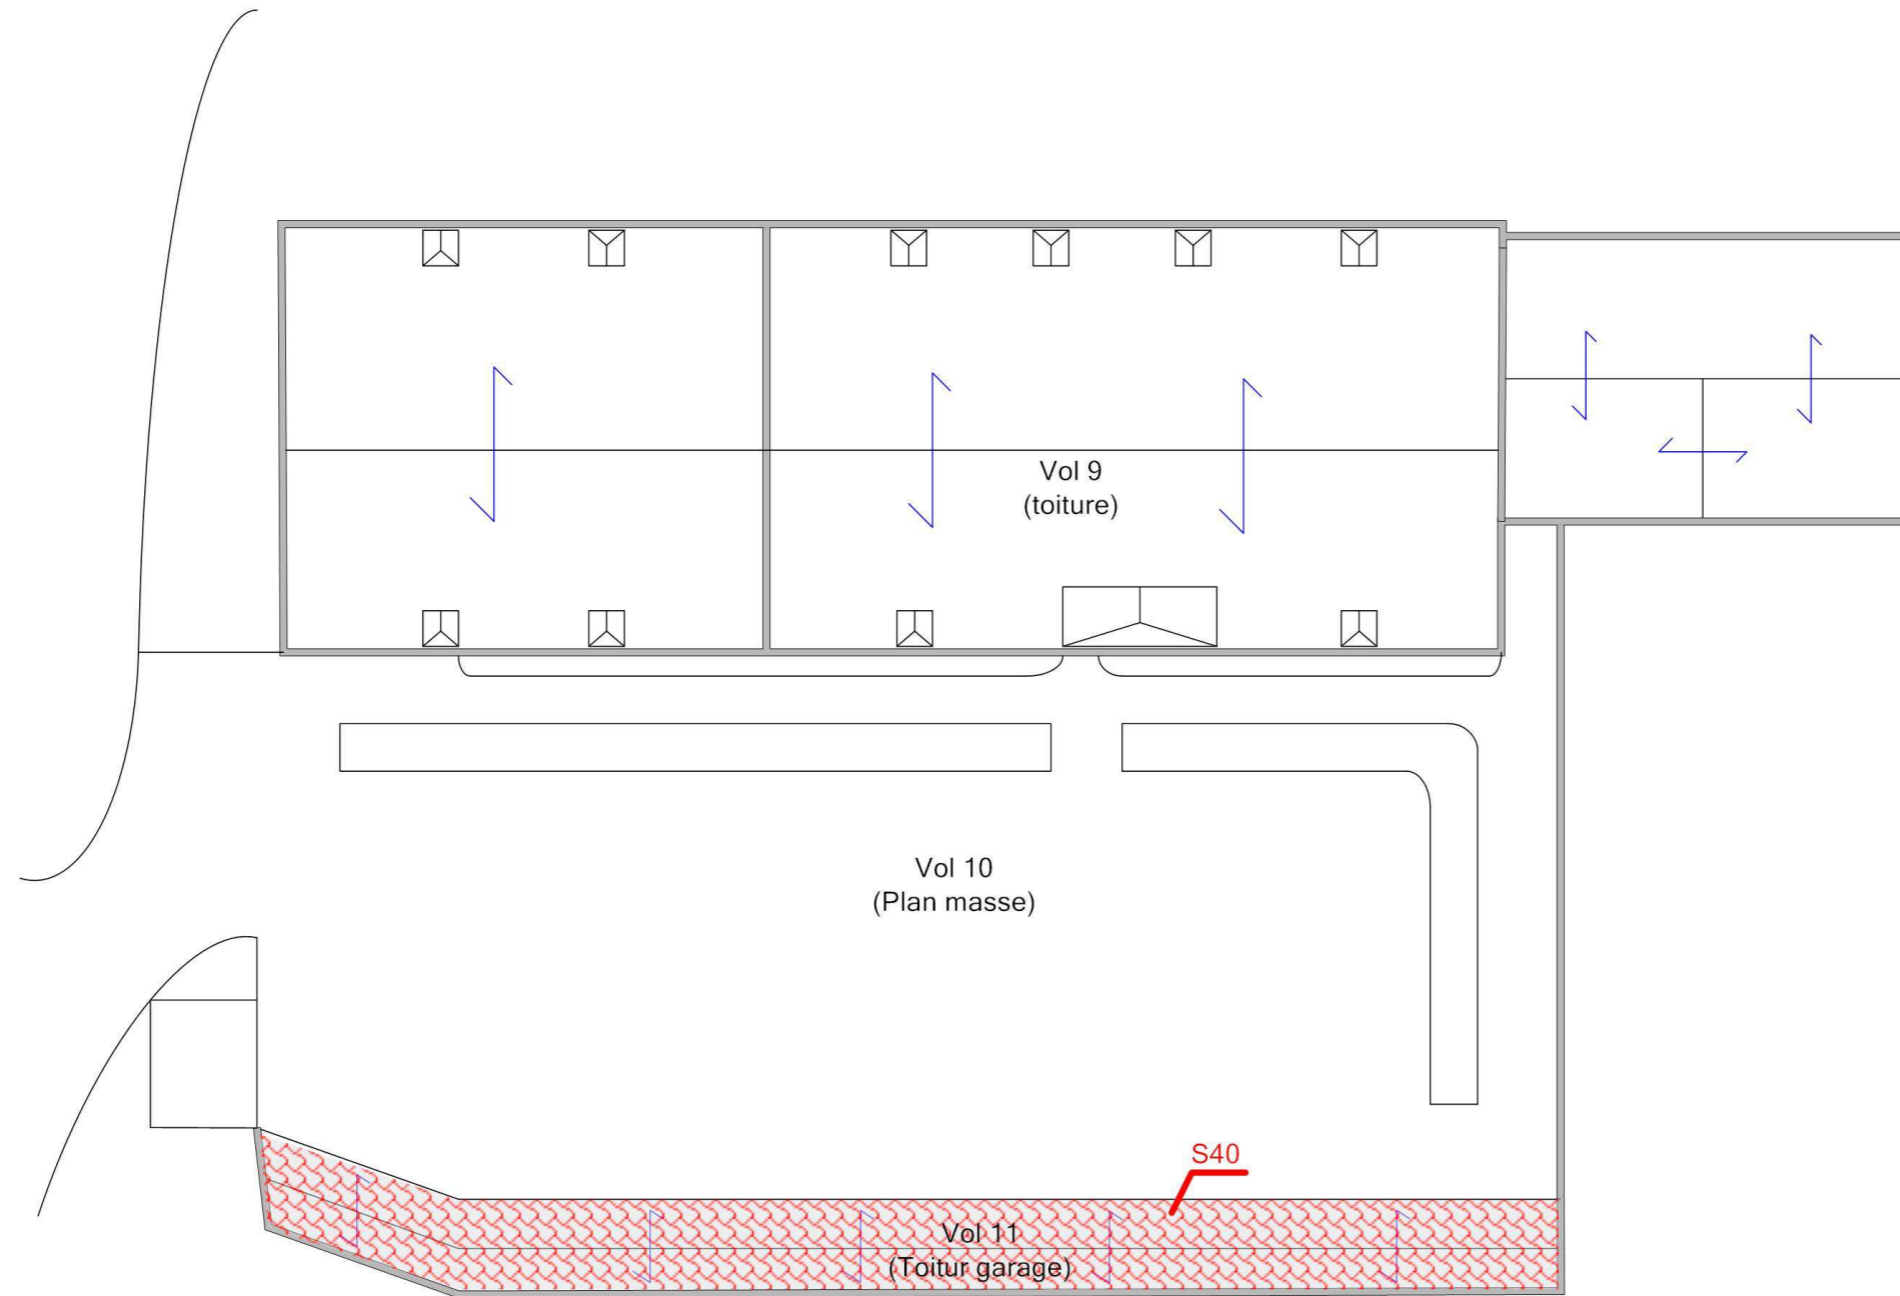 Vol 9
(toiture)
Vol 10
(Plan masse)
S40
Vol 11
(Toitur garage)